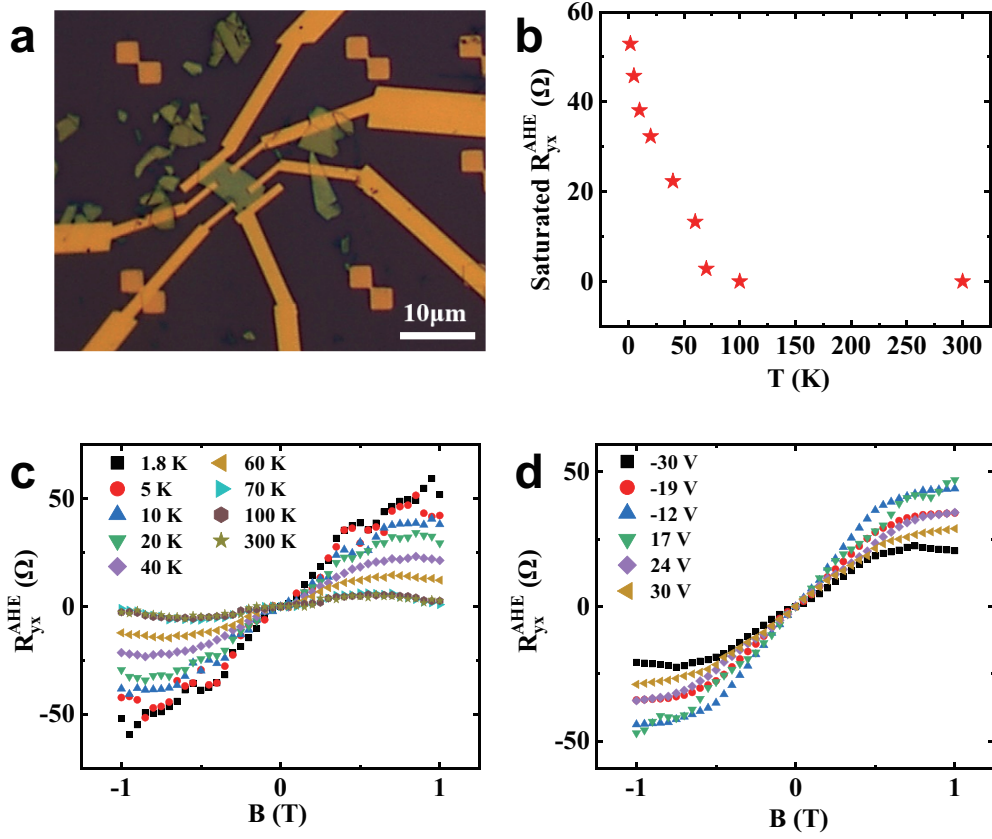 a
10μm
b
Saturated R_yx^AHE (Ω)
60
40
20
0
0 50 100 150 200 250 300
T (K)
c
1.8 K
5 K
10 K
20 K
40 K
60 K
70 K
100 K
300 K
R_yx^AHE (Ω)
50
0
-50
-1 0 1
B (T)
d
-30 V
-19 V
-12 V
17 V
24 V
30 V
R_yx^AHE (Ω)
50
0
-50
-1 0 1
B (T)